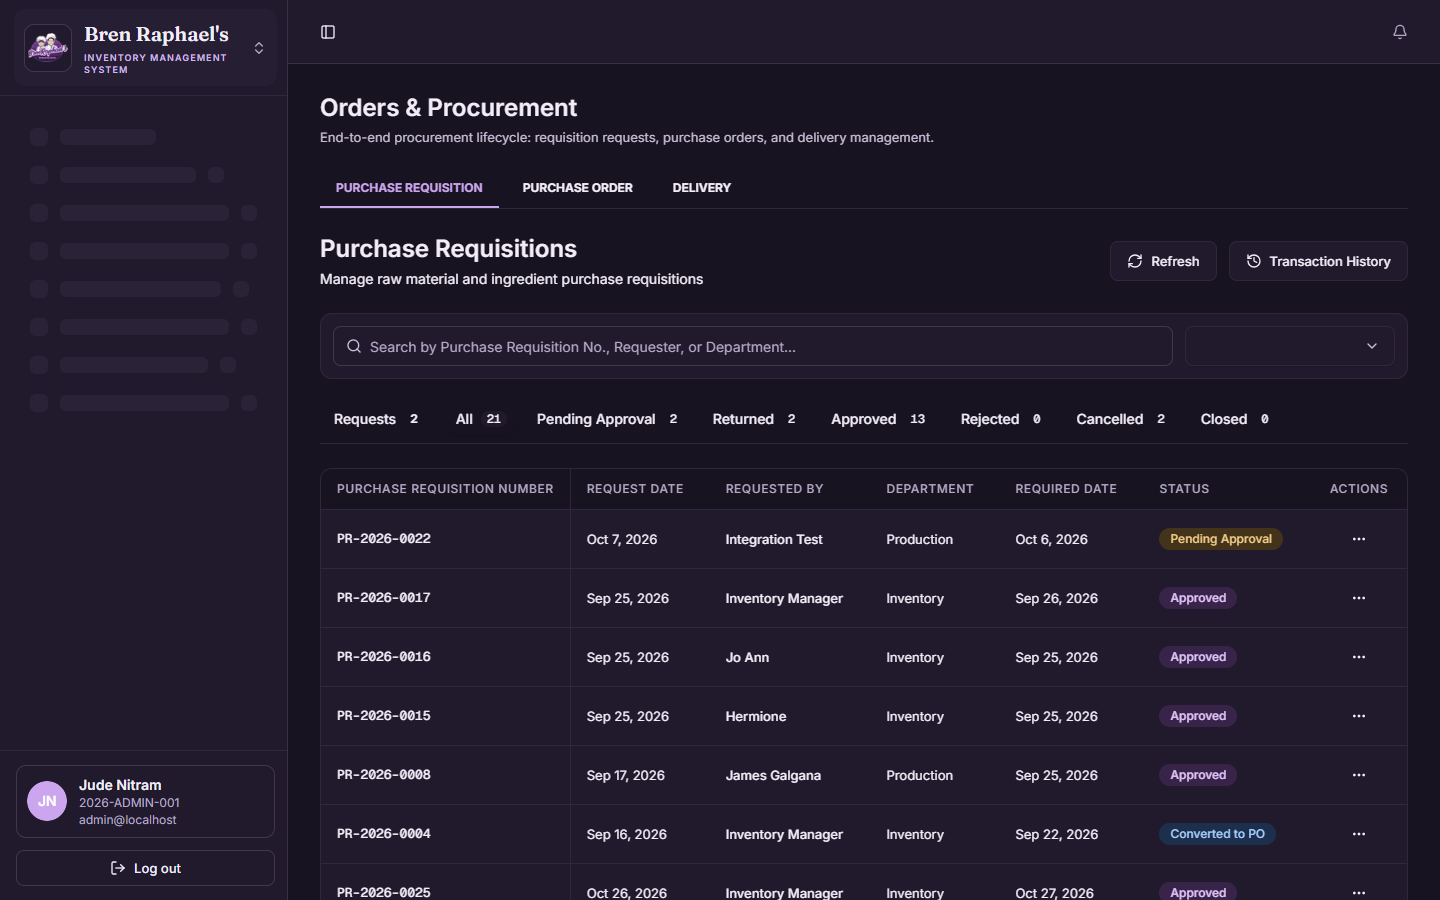 Bren Raphael's
INVENTORY MANAGEMENT
SYSTEM
Orders & Procurement
End-to-end procurement lifecycle: requisition requests, purchase orders, and delivery management.
PURCHASE REQUISITION PURCHASE ORDER DELIVERY
Purchase Requisitions
Manage raw material and ingredient purchase requisitions
Refresh Transaction History
Search by Purchase Requisition No., Requester, or Department...
Requests 2 All 21 Pending Approval 2 Returned 2 Approved 13 Rejected 0 Cancelled 2 Closed 0
PURCHASE REQUISITION NUMBER REQUEST DATE REQUESTED BY DEPARTMENT REQUIRED DATE STATUS ACTIONS
PR-2026-0022 Oct 7, 2026 Integration Test Production Oct 6, 2026 Pending Approval
PR-2026-0017 Sep 25, 2026 Inventory Manager Inventory Sep 26, 2026 Approved
PR-2026-0016 Sep 25, 2026 Jo Ann Inventory Sep 25, 2026 Approved
PR-2026-0015 Sep 25, 2026 Hermione Inventory Sep 25, 2026 Approved
PR-2026-0008 Sep 17, 2026 James Galgana Production Sep 25, 2026 Approved
PR-2026-0004 Sep 16, 2026 Inventory Manager Inventory Sep 22, 2026 Converted to PO
PR-2026-0025 Oct 26, 2026 Inventory Manager Inventory Oct 27, 2026 Approved
JN
Jude Nitram
2026-ADMIN-001
admin@localhost
Log out